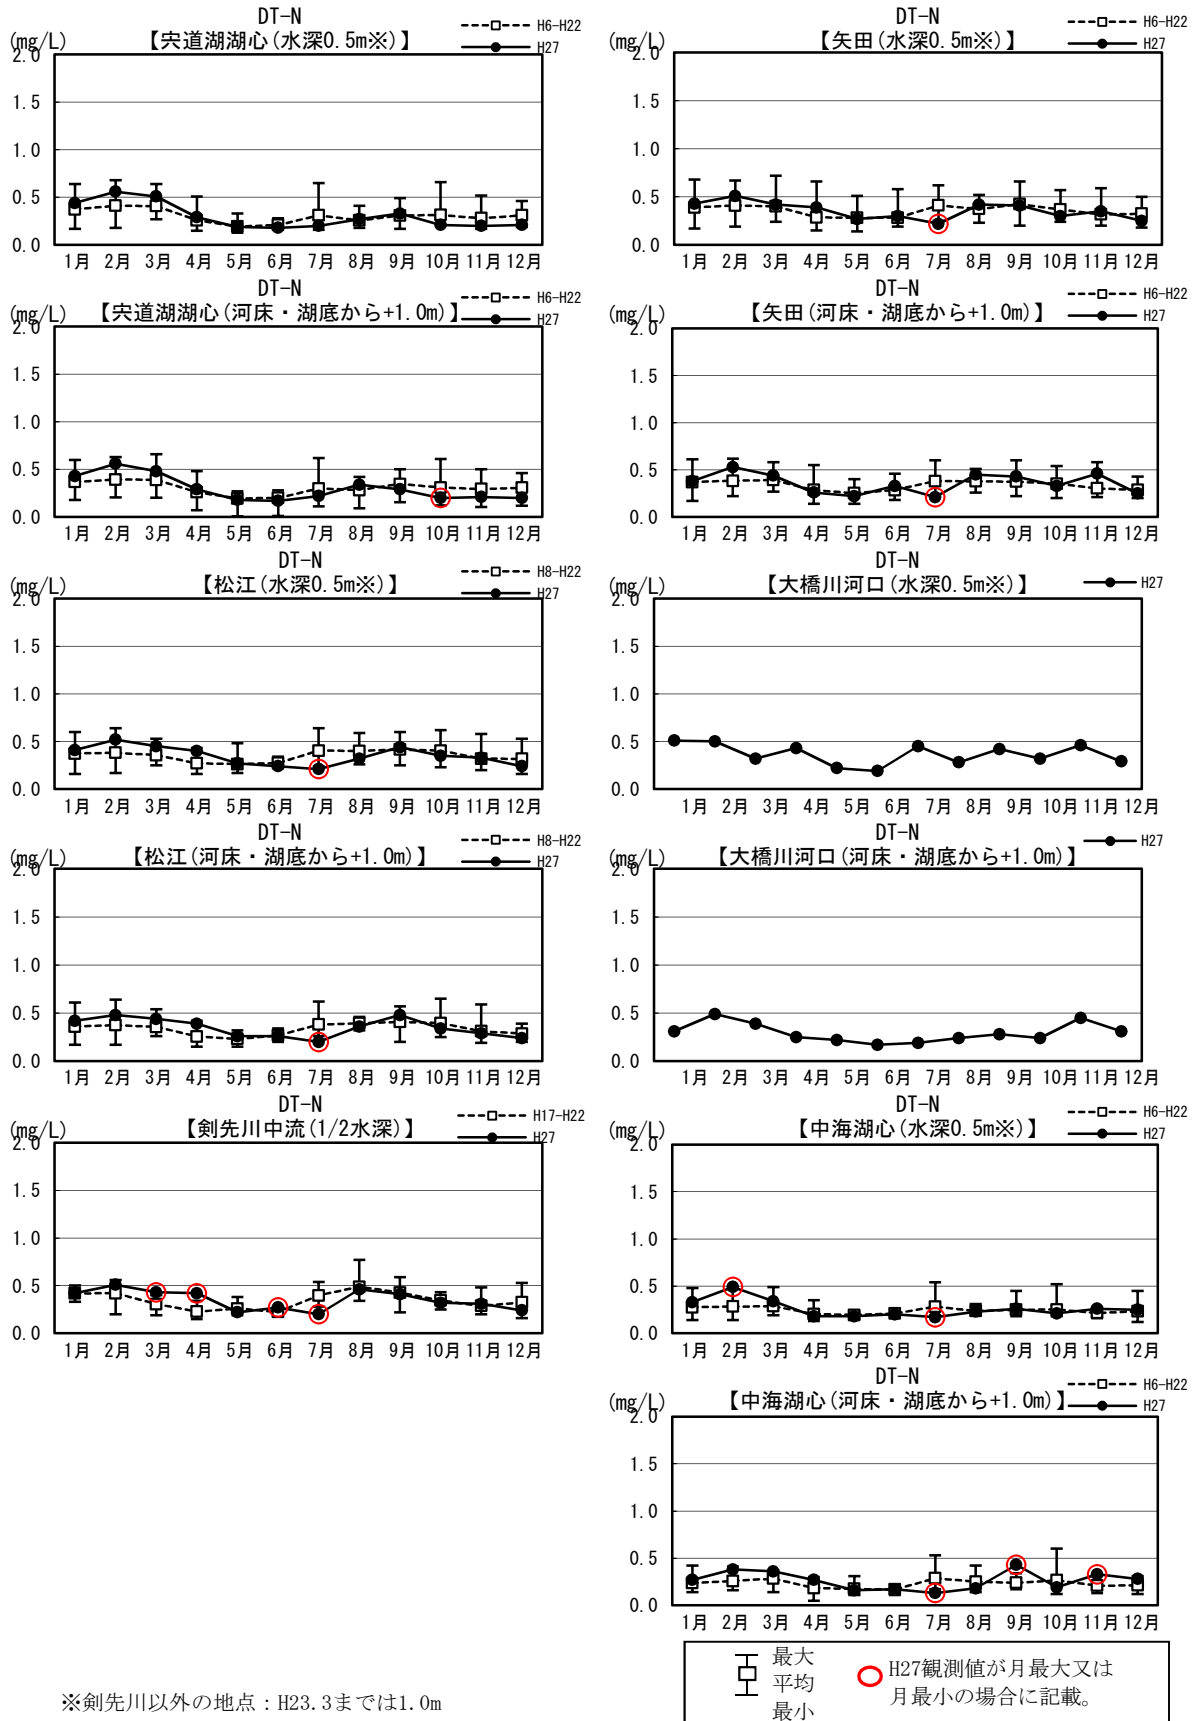 DT-N
(mg/L) 【宍道湖湖心(水深0.5m※)】
H6-H22
H27
2.0
1.5
1.0
0.5
0.0
1月 2月 3月 4月 5月 6月 7月 8月 9月 10月 11月 12月
DT-N
(mg/L) 【宍道湖湖心(河床・湖底から+1.0m)】
H6-H22
H27
2.0
1.5
1.0
0.5
0.0
1月 2月 3月 4月 5月 6月 7月 8月 9月 10月 11月 12月
DT-N
(mg/L) 【松江(水深0.5m※)】
H8-H22
H27
2.0
1.5
1.0
0.5
0.0
1月 2月 3月 4月 5月 6月 7月 8月 9月 10月 11月 12月
DT-N
(mg/L) 【松江(河床・湖底から+1.0m)】
H8-H22
H27
2.0
1.5
1.0
0.5
0.0
1月 2月 3月 4月 5月 6月 7月 8月 9月 10月 11月 12月
DT-N
(mg/L) 【剣先川中流(1/2水深)】
H17-H22
H27
2.0
1.5
1.0
0.5
0.0
1月 2月 3月 4月 5月 6月 7月 8月 9月 10月 11月 12月
※剣先川以外の地点：H23.3までは1.0m
DT-N
(mg/L) 【矢田(水深0.5m※)】
H6-H22
H27
2.0
1.5
1.0
0.5
0.0
1月 2月 3月 4月 5月 6月 7月 8月 9月 10月 11月 12月
DT-N
(mg/L) 【矢田(河床・湖底から+1.0m)】
H6-H22
H27
2.0
1.5
1.0
0.5
0.0
1月 2月 3月 4月 5月 6月 7月 8月 9月 10月 11月 12月
DT-N
(mg/L) 【大橋川河口(水深0.5m※)】
H27
2.0
1.5
1.0
0.5
0.0
1月 2月 3月 4月 5月 6月 7月 8月 9月 10月 11月 12月
DT-N
(mg/L) 【大橋川河口(河床・湖底から+1.0m)】
H27
2.0
1.5
1.0
0.5
0.0
1月 2月 3月 4月 5月 6月 7月 8月 9月 10月 11月 12月
DT-N
(mg/L) 【中海湖心(水深0.5m※)】
H6-H22
H27
2.0
1.5
1.0
0.5
0.0
1月 2月 3月 4月 5月 6月 7月 8月 9月 10月 11月 12月
DT-N
(mg/L) 【中海湖心(河床・湖底から+1.0m)】
H6-H22
H27
2.0
1.5
1.0
0.5
0.0
1月 2月 3月 4月 5月 6月 7月 8月 9月 10月 11月 12月
最大
平均
最小
H27観測値が月最大又は
月最小の場合に記載。